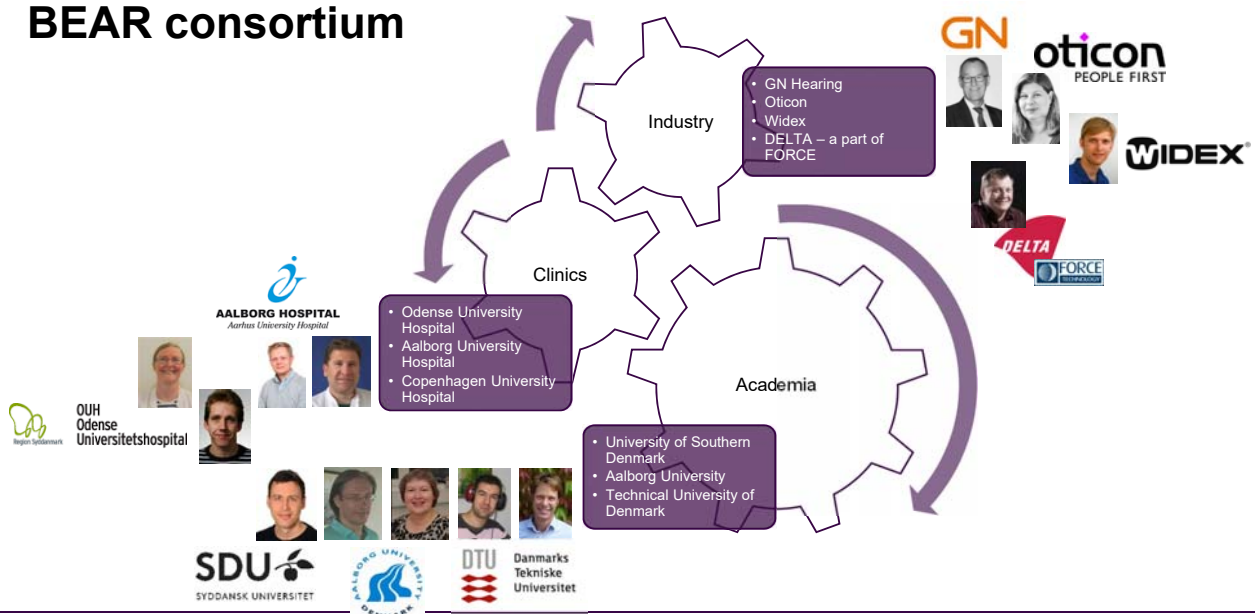 BEAR consortium
Industry
• GN Hearing
• Oticon
• Widex
• DELTA – a part of
FORCE
GN
oticon
PEOPLE FIRST
WIDEX®
DELTA
FORCE
TECHNOLOGY
Clinics
• Odense University
Hospital
• Aalborg University
Hospital
• Copenhagen University
Hospital
AALBORG HOSPITAL
Aarhus University Hospital
Region Syddanmark
OUH
Odense
Universitetshospital
Academia
• University of Southern
Denmark
• Aalborg University
• Technical University of
Denmark
SDU
SYDDANSK UNIVERSITET
AALBORG UNIVERSITY
DENMARK
DTU
Danmarks
Tekniske
Universitet